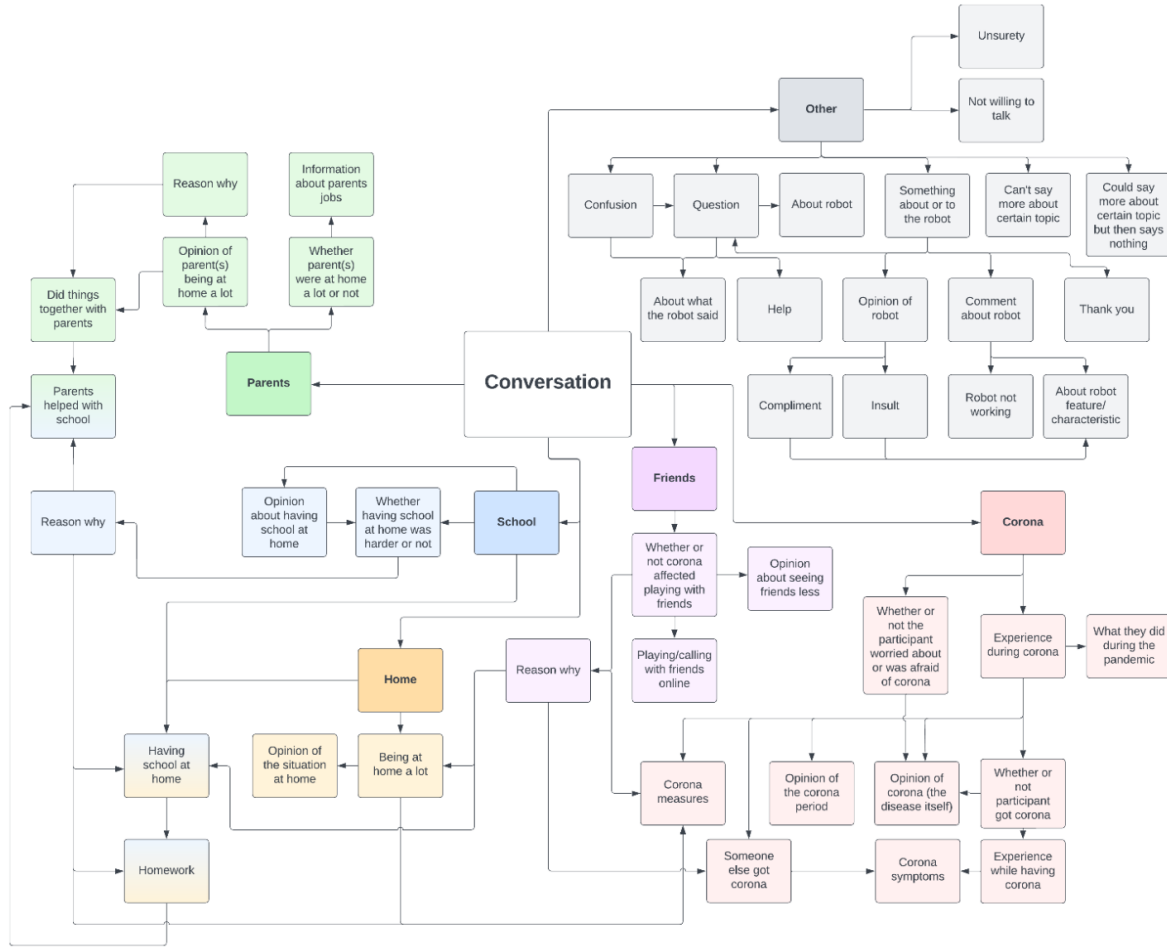 Unsurety
Other
Not willing to
talk
Reason why
Information
about parents
jobs
Confusion
Question
About robot
Something
about or to
the robot
Can't say
more about
certain topic
Could say
more about
certain topic
but then says
nothing
Opinion of
parent(s)
being at
home a lot
Whether
parent(s)
were at home
a lot or not
Did things
together with
parents
About what
the robot said
Help
Opinion of
robot
Comment
about robot
Thank you
Parents
Conversation
Parents
helped with
school
Compliment
Insult
Robot not
working
About robot
feature/
characteristic
Friends
Reason why
Opinion
about having
school at
home
Whether
having school
at home was
harder or not
School
Corona
Whether or
not corona
affected
playing with
friends
Opinion
about seeing
friends less
Whether or
not the
participant
worried about
or was afraid
of corona
Experience
during corona
What they did
during the
pandemic
Home
Reason why
Playing/calling
with friends
online
Having
school at
home
Opinion of
the situation
at home
Being at
home a lot
Corona
measures
Opinion of
the corona
period
Opinion of
corona (the
disease itself)
Whether or
not
participant
got corona
Homework
Someone
else got
corona
Corona
symptoms
Experience
while having
corona